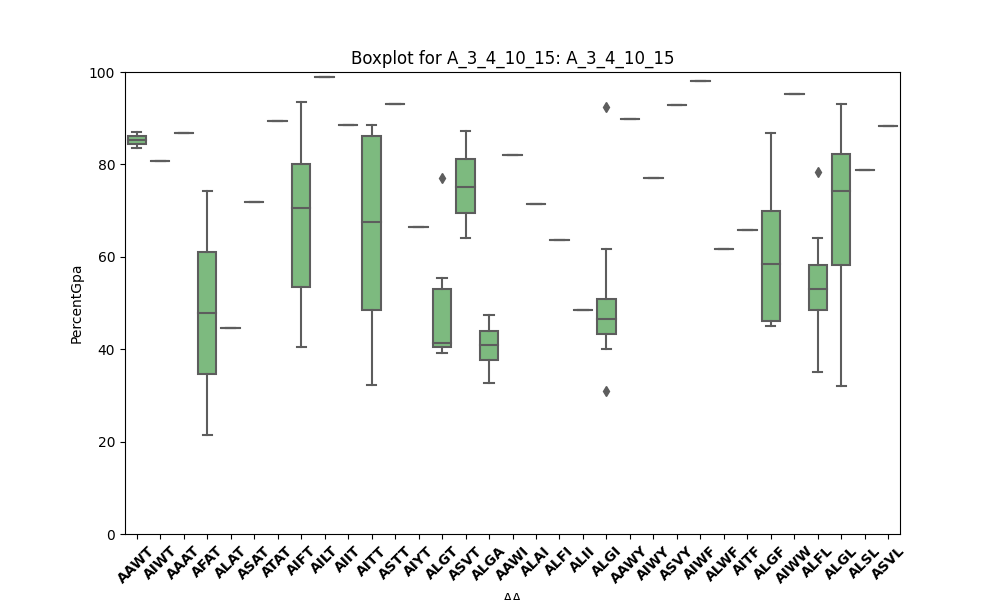 Boxplot for A_3_4_10_15: A_3_4_10_15
PercentGpa
100
80
60
40
20
0
AAWT AIWT AAAT AFAT ALAT ASAT ATAT AIFT AILT AIIT AITT ASTT AIYT ALGT ASVT ALGA AAWI ALAI ALFI ALII ALGI AAWY AIWY ASVY AIWF ALWF AITF ALGF AIWW ALFL ALGL ALSL ASVL
AA